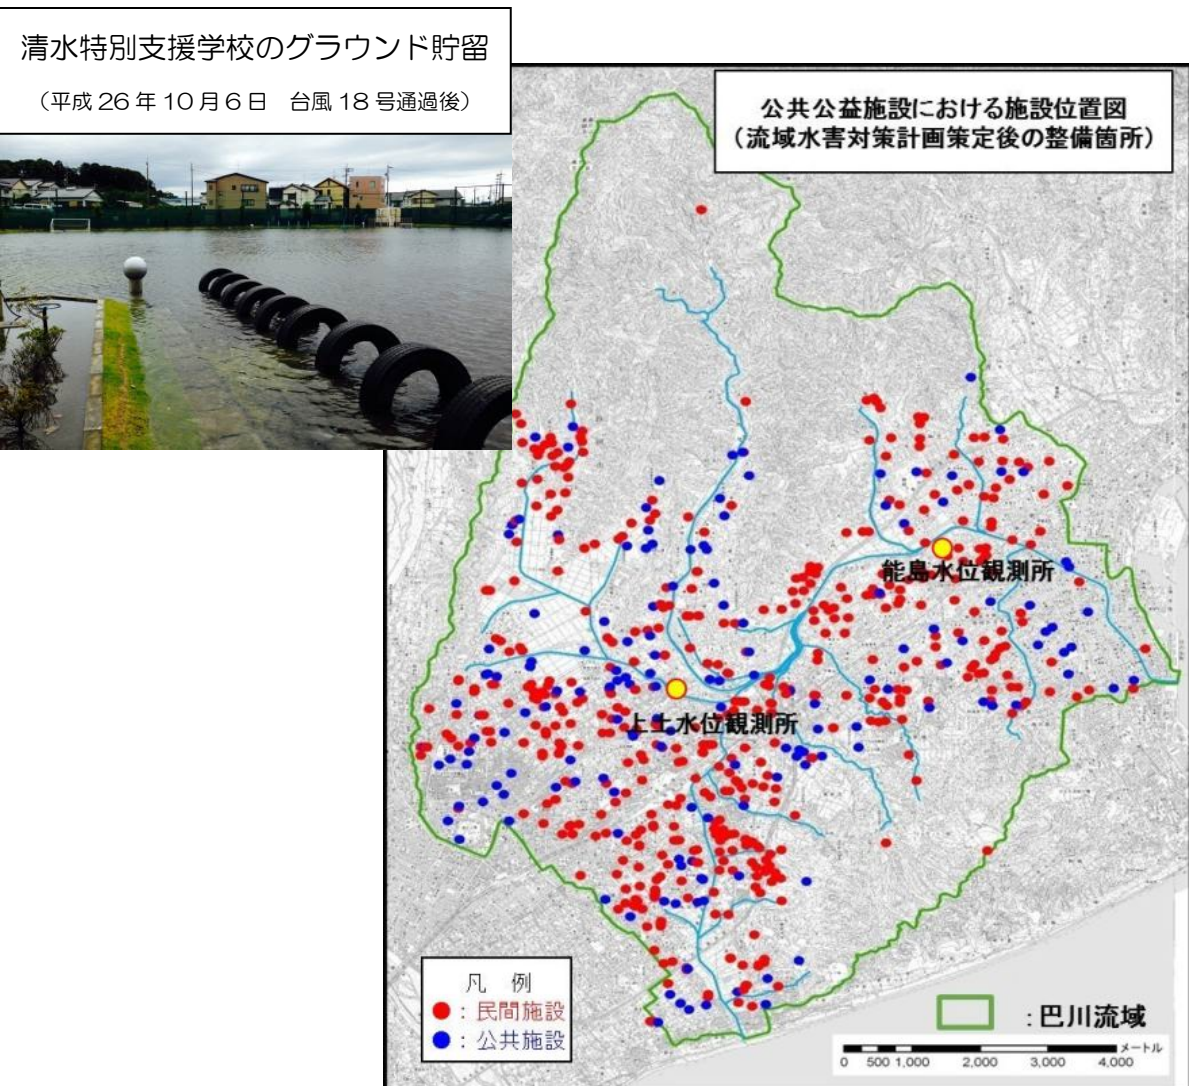 清水特別支援学校のグラウンド貯留
（平成26年10月6日　台風18号通過後）
公共公益施設における施設位置図
（流域水害対策計画策定後の整備箇所）
能島水位観測所
上土水位観測所
凡　例
：民間施設
：公共施設
：巴川流域
メートル
0 500 1,000 2,000 3,000 4,000